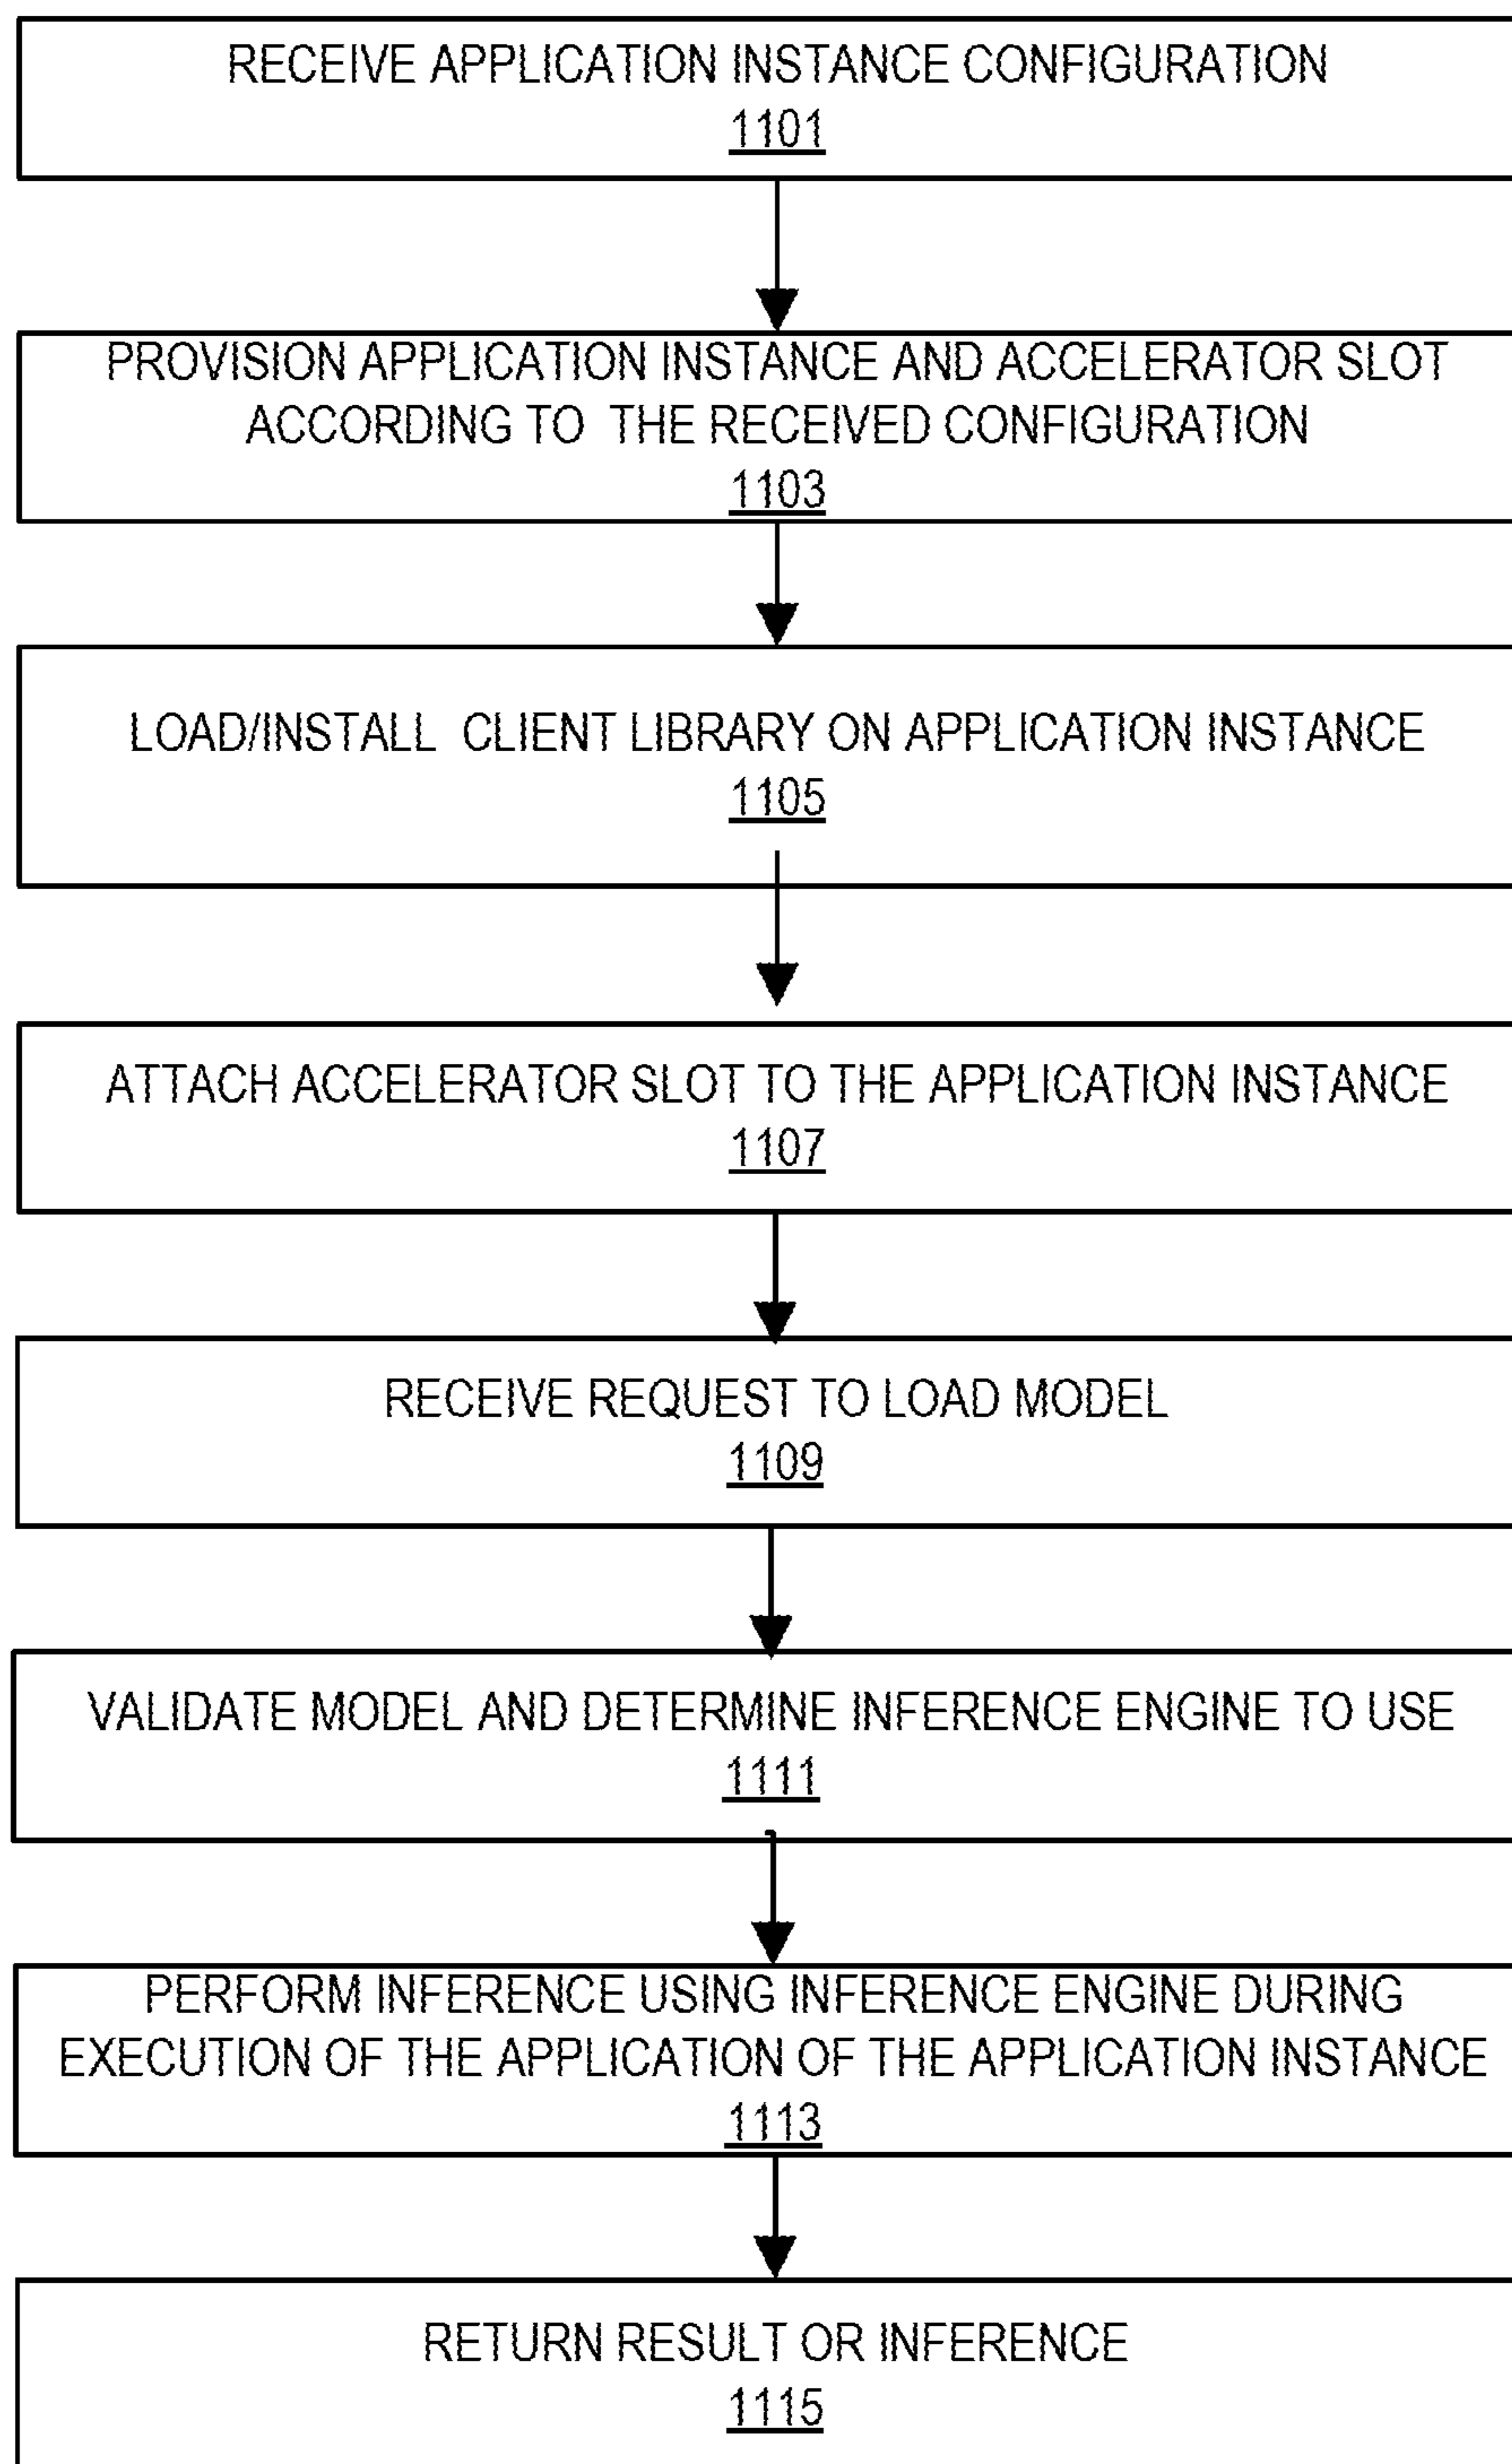 RECEIVE APPLICATION INSTANCE CONFIGURATION
1101
PROVISION APPLICATION INSTANCE AND ACCELERATOR SLOT
ACCORDING TO THE RECEIVED CONFIGURATION
1103
LOAD/INSTALL CLIENT LIBRARY ON APPLICATION INSTANCE
1105
ATTACH ACCELERATOR SLOT TO THE APPLICATION INSTANCE
1107
RECEIVE REQUEST TO LOAD MODEL
1109
VALIDATE MODEL AND DETERMINE INFERENCE ENGINE TO USE
1111
PERFORM INFERENCE USING INFERENCE ENGINE DURING
EXECUTION OF THE APPLICATION OF THE APPLICATION INSTANCE
1113
RETURN RESULT OR INFERENCE
1115